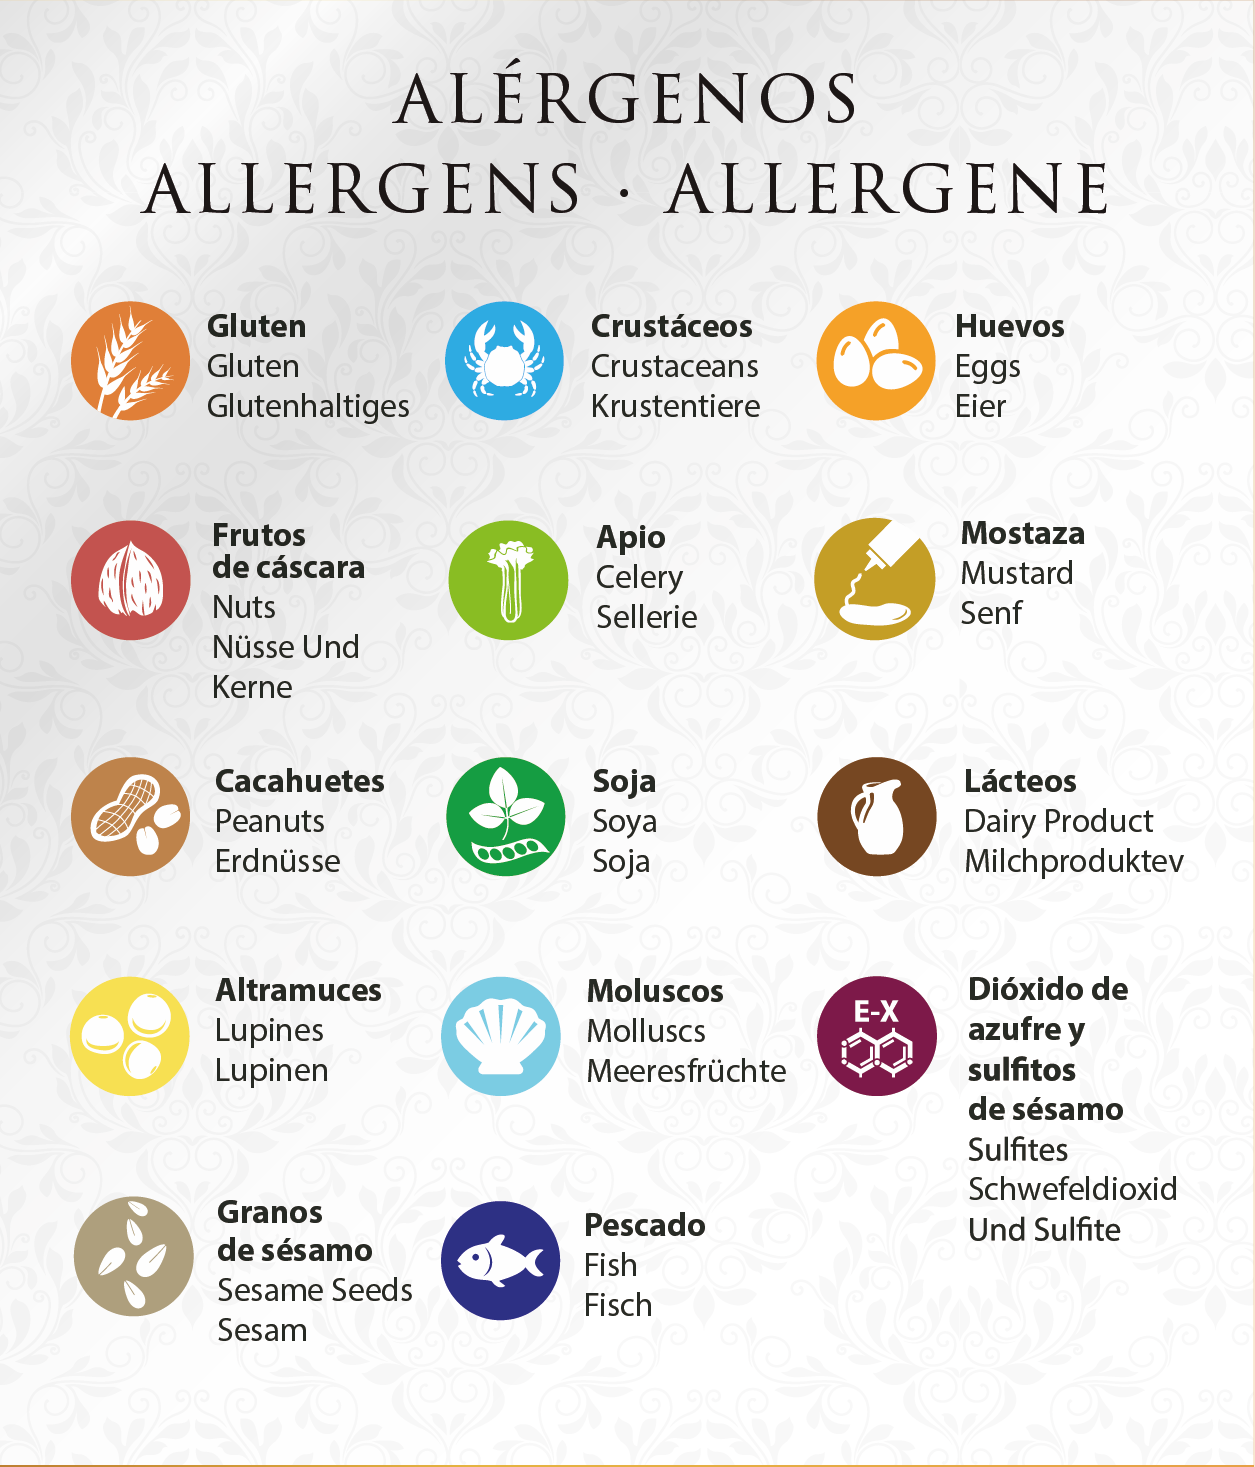 ALÉRGENOS
ALLERGENS · ALLERGENE
Gluten
Gluten
Glutenhaltiges
Crustáceos
Crustaceans
Krustentiere
Huevos
Eggs
Eier
Frutos
de cáscara
Nuts
Nüsse Und
Kerne
Apio
Celery
Sellerie
Mostaza
Mustard
Senf
Cacahuetes
Peanuts
Erdnüsse
Soja
Soya
Soja
Lácteos
Dairy Product
Milchproduktev
Altramuces
Lupines
Lupinen
Moluscos
Molluscs
Meeresfrüchte
E-X
Dióxido de
azufre y
sulfitos
de sésamo
Sulfites
Schwefeldioxid
Und Sulfite
Granos
de sésamo
Sesame Seeds
Sesam
Pescado
Fish
Fisch